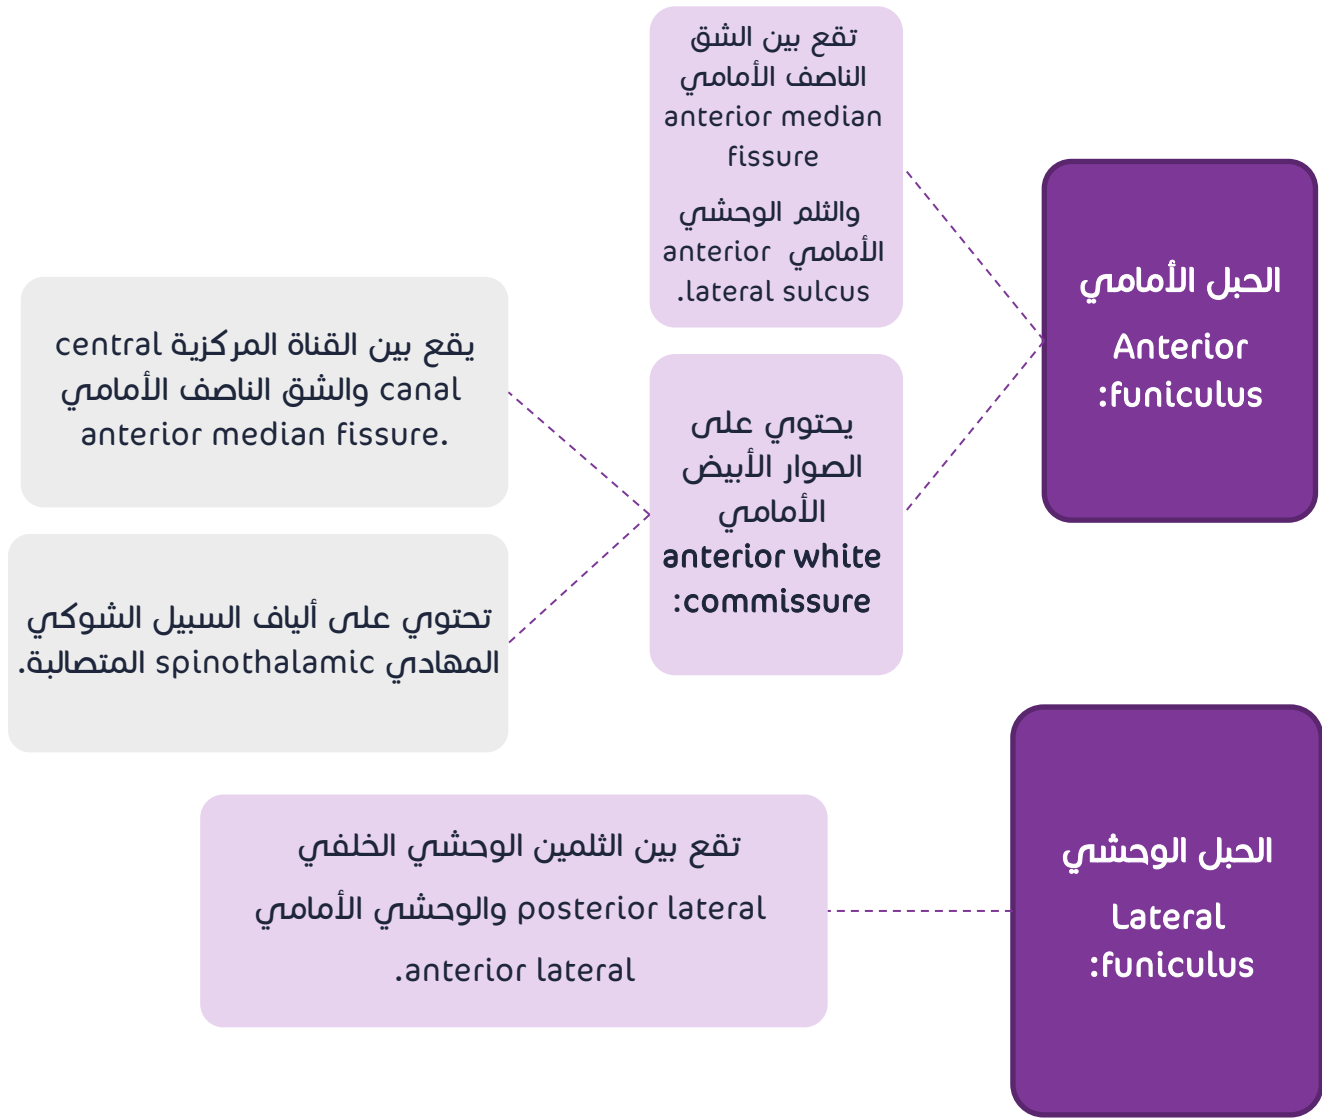 الحبل الأمامي
Anterior
funiculus:
تقع بين الشق
الناصف الأمامي
anterior median
fissure
والثلم الوحشي
الأمامي anterior
lateral sulcus.
يحتوي على
الصوار الأبيض
الأمامي
anterior white
commissure:
يقع بين القناة المركزية central
canal والشق الناصف الأمامي
anterior median fissure.
تحتوي على ألياف السبيل الشوكي
المهادي spinothalamic المتصالبة.
الحبل الوحشي
Lateral
funiculus:
تقع بين الثلمين الوحشي الخلفي
posterior lateral والوحشي الأمامي
anterior lateral.